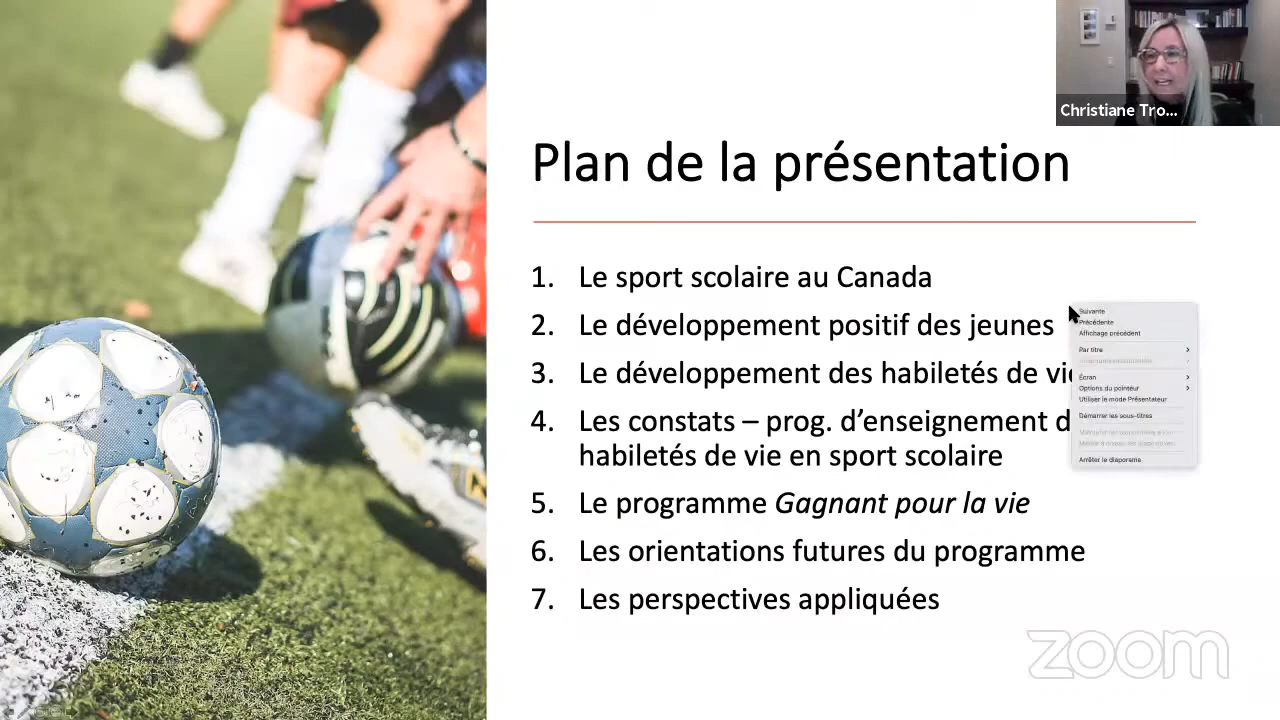 Christiane Tro...
Plan de la présentation
1. Le sport scolaire au Canada
2. Le développement positif des jeunes
3. Le développement des habiletés de vie
4. Les constats – prog. d’enseignement d
habiletés de vie en sport scolaire
5. Le programme Gagnant pour la vie
6. Les orientations futures du programme
7. Les perspectives appliquées
Suivante
Précédente
Affichage précédent
Par titre
Écran
Options du pointeur
Utiliser le mode Présentateur
Démarrer les sous-titres
Arrêter le diaporama
zoom